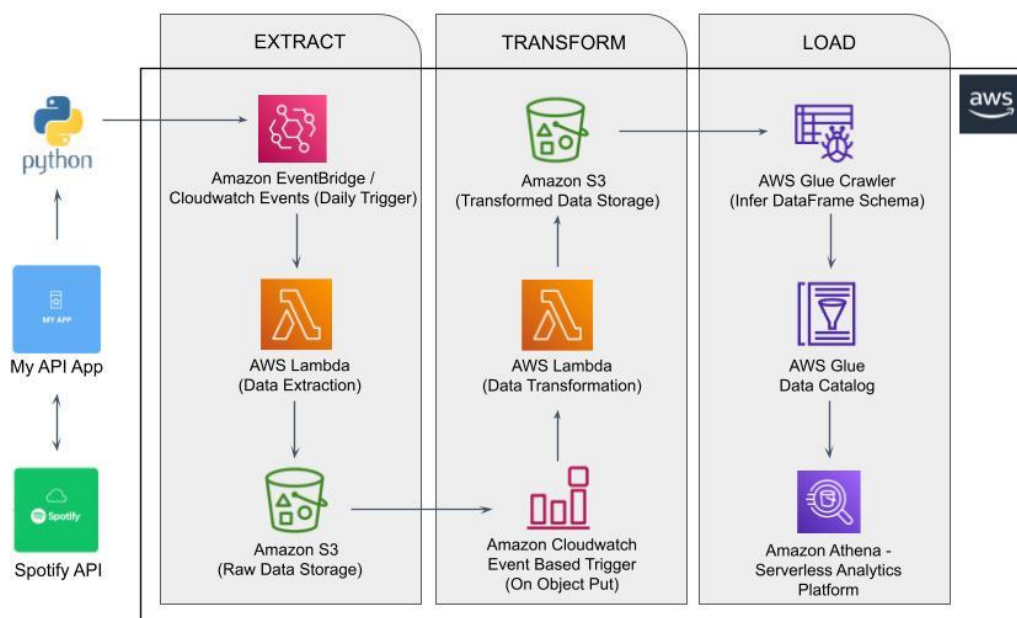 EXTRACT
TRANSFORM
LOAD
aws
python
Amazon EventBridge /
Cloudwatch Events (Daily Trigger)
Amazon S3
(Transformed Data Storage)
AWS Glue Crawler
(Infer DataFrame Schema)
MY APP
My API App
AWS Lambda
(Data Extraction)
AWS Lambda
(Data Transformation)
AWS Glue
Data Catalog
Spotify
Spotify API
Amazon S3
(Raw Data Storage)
Amazon Cloudwatch
Event Based Trigger
(On Object Put)
Amazon Athena -
Serverless Analytics
Platform